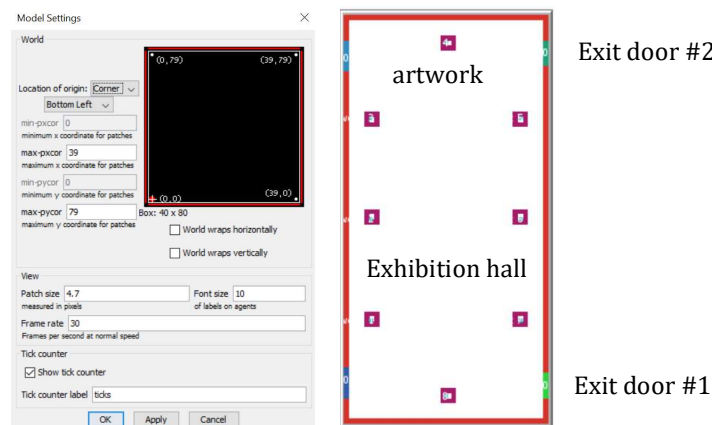 Model Settings
World
(0,79) (39,79)
Location of origin: Corner
Bottom Left
min-pxcor 0
minimum x coordinate for patches
max-pxcor 39
maximum x coordinate for patches
min-pycor 0
minimum y coordinate for patches
(0,0) (39,0)
max-pycor 79
maximum y coordinate for patches
Box: 40 x 80
World wraps horizontally
World wraps vertically
View
Patch size 4.7
measured in pixels
Font size 10
of labels on agents
Frame rate 30
Frames per second at normal speed
Tick counter
Show tick counter
Tick counter label ticks
OK Apply Cancel
Exit door #2
artwork
Exhibition hall
Exit door #1